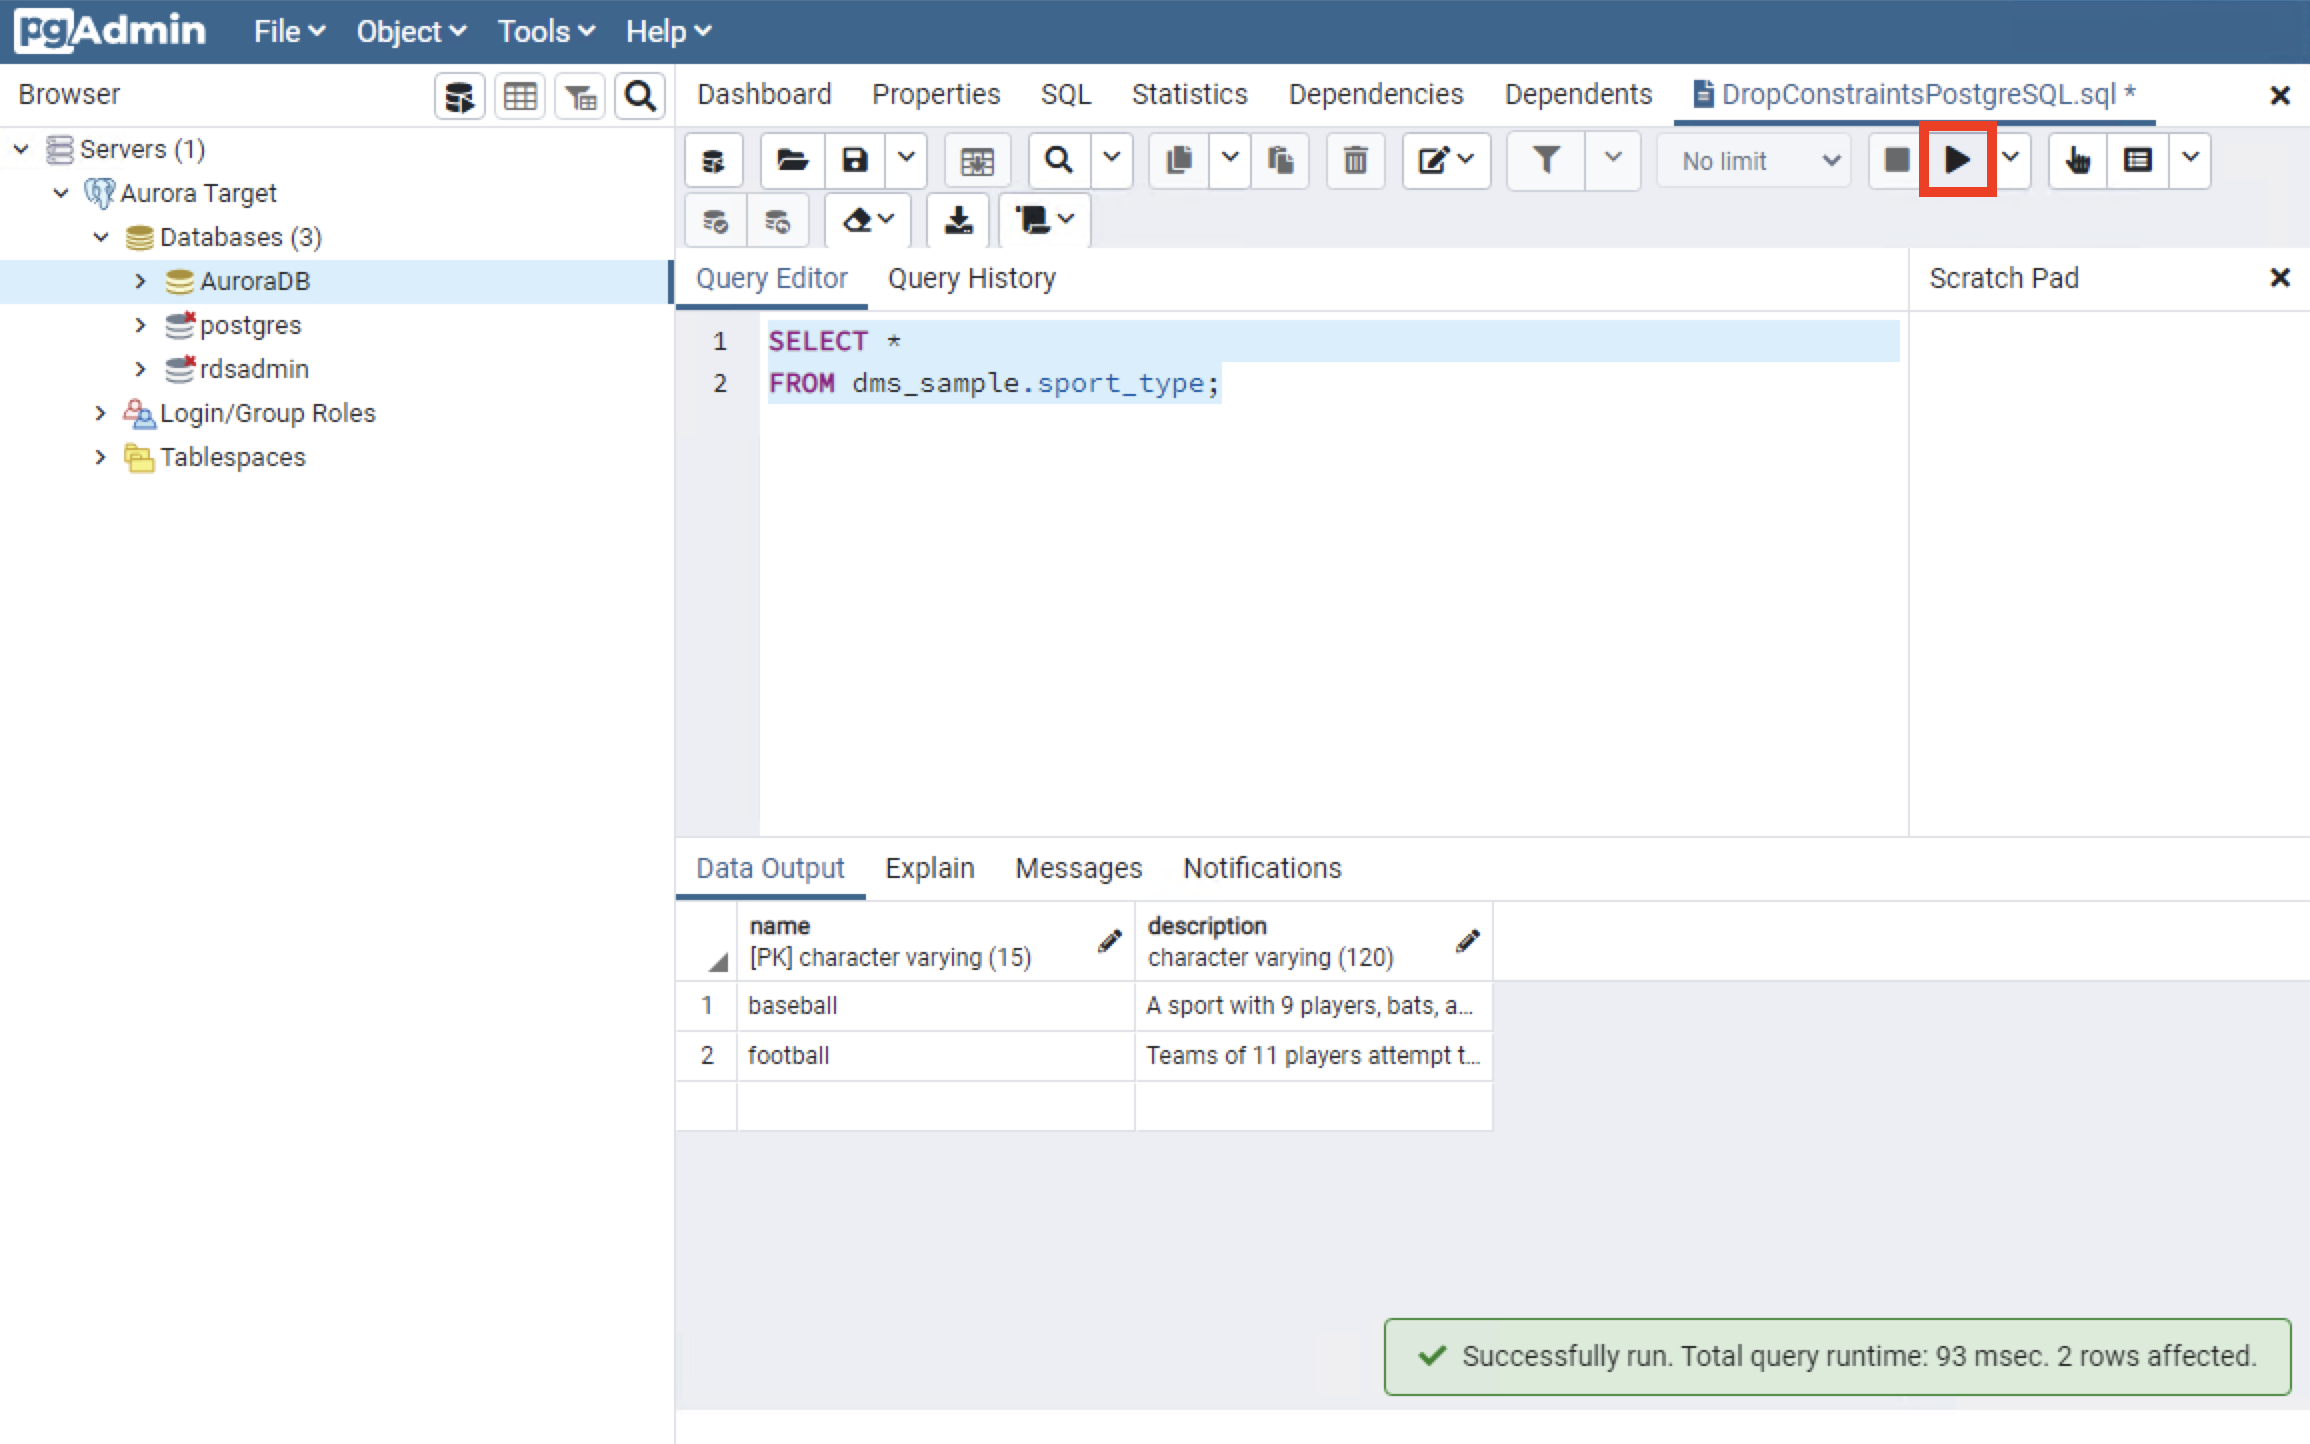 pgAdmin File Object Tools Help
Browser
Dashboard Properties SQL Statistics Dependencies Dependents DropConstraintsPostgreSQL.sql *
Servers (1)
Aurora Target
Databases (3)
AuroraDB
postgres
rdsadmin
Login/Group Roles
Tablespaces
No limit
Query Editor Query History
Scratch Pad
1 SELECT *
2 FROM dms_sample.sport_type;
Data Output Explain Messages Notifications
name description
[PK] character varying (15) character varying (120)
1 baseball A sport with 9 players, bats, a...
2 football Teams of 11 players attempt t...
Successfully run. Total query runtime: 93 msec. 2 rows affected.